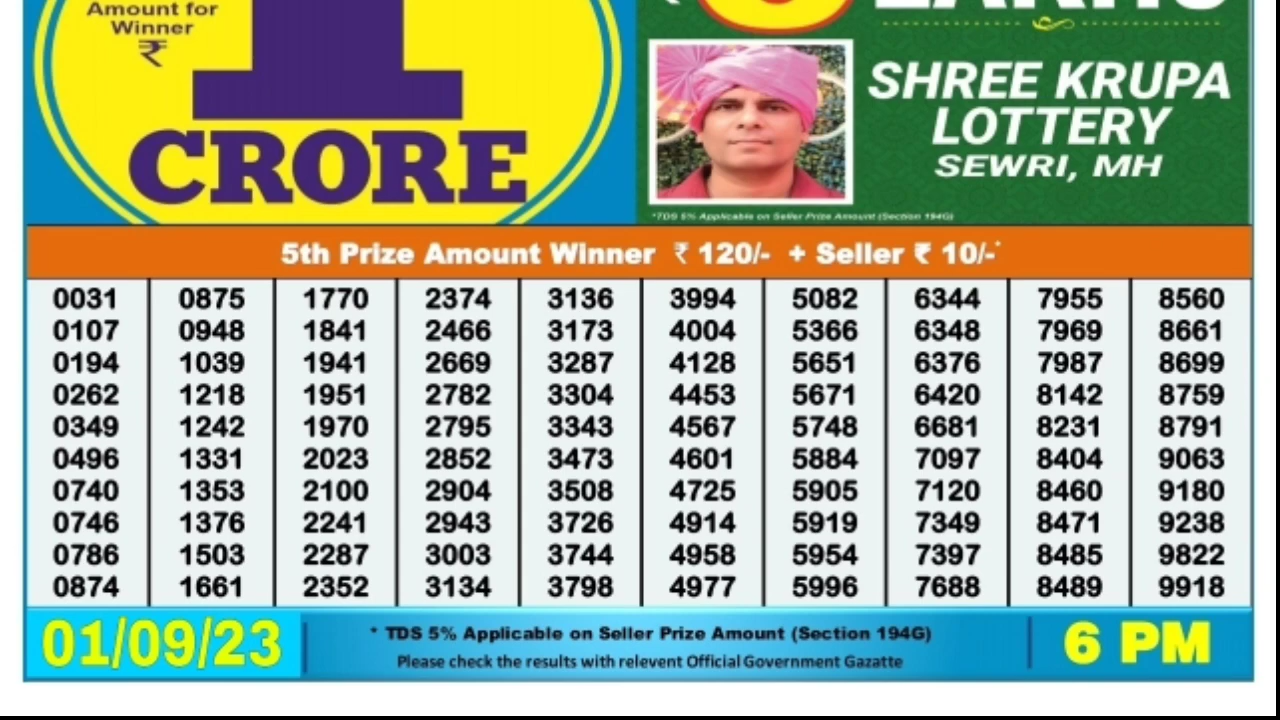 Amount for
Winner
₹
1
CRORE
SHREE KRUPA
LOTTERY
SEWRI, MH
*TDS 5% Applicable on Seller Prize Amount (Section 194G)
5th Prize Amount Winner ₹ 120/- + Seller ₹ 10/-*
0031 0875 1770 2374 3136 3994 5082 6344 7955 8560
0107 0948 1841 2466 3173 4004 5366 6348 7969 8661
0194 1039 1941 2669 3287 4128 5651 6376 7987 8699
0262 1218 1951 2782 3304 4453 5671 6420 8142 8759
0349 1242 1970 2795 3343 4567 5748 6681 8231 8791
0496 1331 2023 2852 3473 4601 5884 7097 8404 9063
0740 1353 2100 2904 3508 4725 5905 7120 8460 9180
0746 1376 2241 2943 3726 4914 5919 7349 8471 9238
0786 1503 2287 3003 3744 4958 5954 7397 8485 9822
0874 1661 2352 3134 3798 4977 5996 7688 8489 9918
01/09/23
* TDS 5% Applicable on Seller Prize Amount (Section 194G)
Please check the results with relevent Official Government Gazatte
6 PM